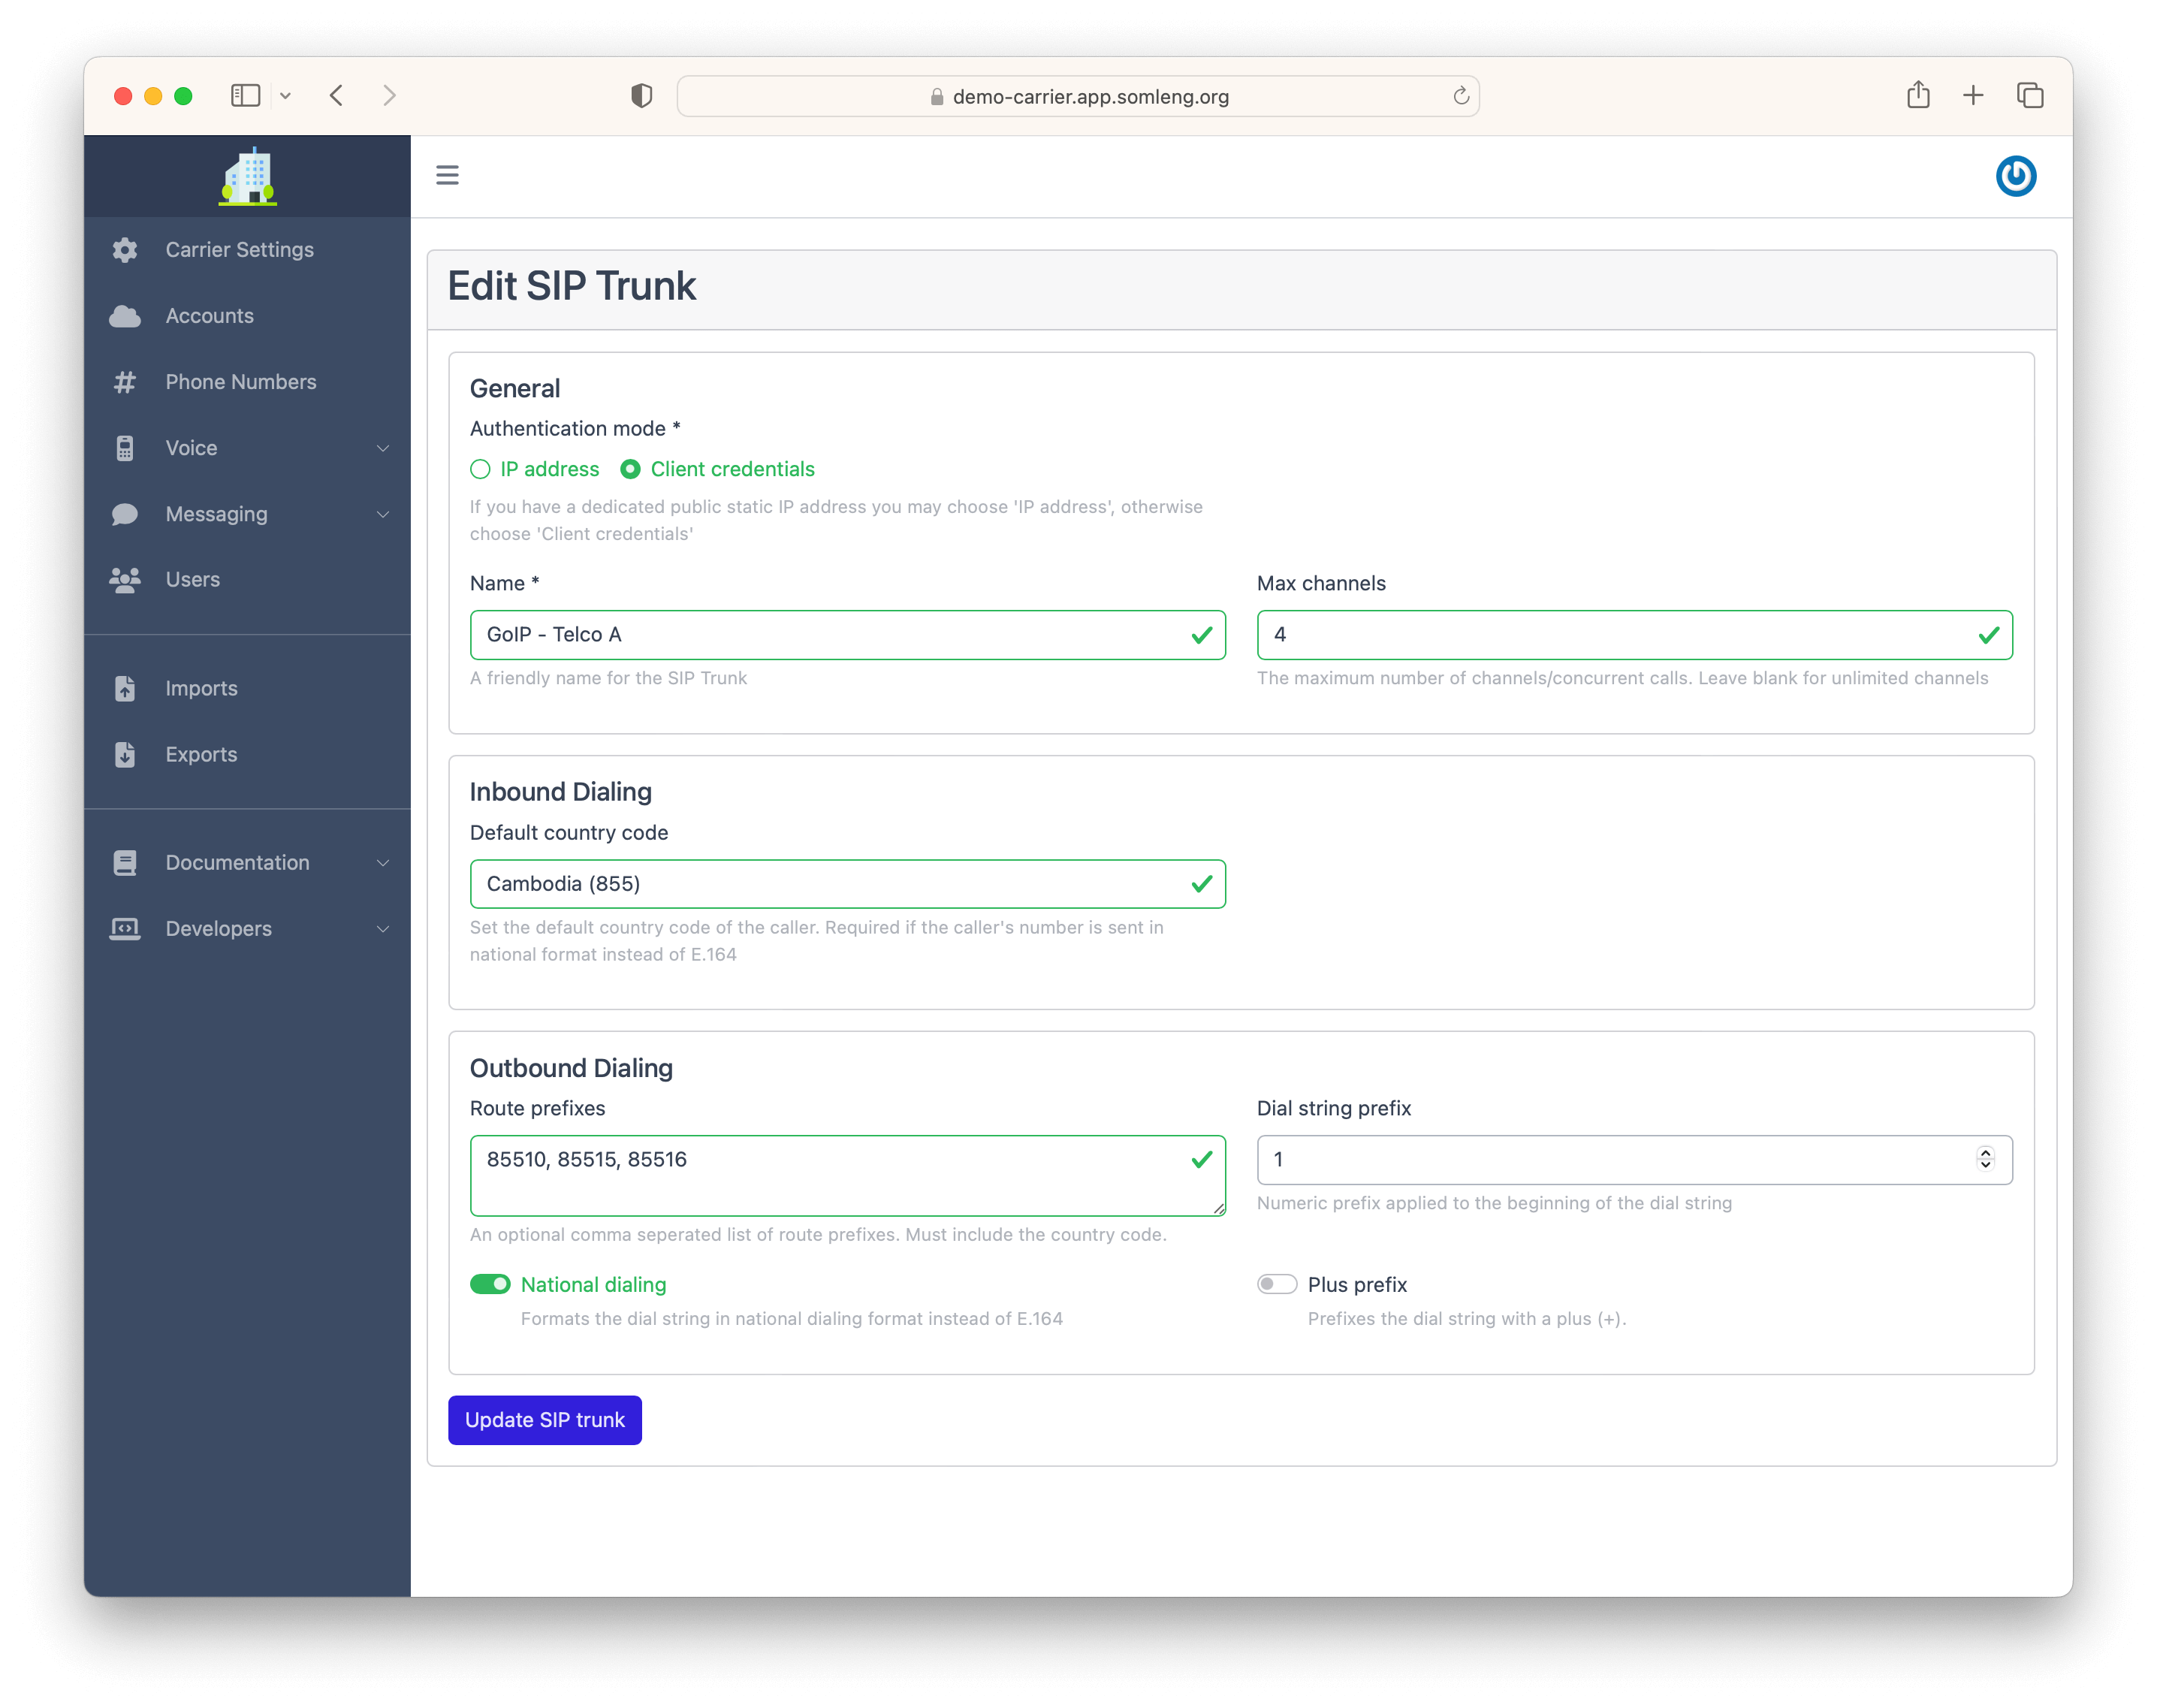 demo-carrier.app.somleng.org
Carrier Settings
Accounts
Phone Numbers
Voice
Messaging
Users
Imports
Exports
Documentation
Developers
Edit SIP Trunk
General
Authentication mode *
IP address
Client credentials
If you have a dedicated public static IP address you may choose 'IP address', otherwise
choose 'Client credentials'
Name *
GoIP - Telco A
A friendly name for the SIP Trunk
Max channels
4
The maximum number of channels/concurrent calls. Leave blank for unlimited channels
Inbound Dialing
Default country code
Cambodia (855)
Set the default country code of the caller. Required if the caller's number is sent in
national format instead of E.164
Outbound Dialing
Route prefixes
85510, 85515, 85516
An optional comma seperated list of route prefixes. Must include the country code.
Dial string prefix
1
Numeric prefix applied to the beginning of the dial string
National dialing
Formats the dial string in national dialing format instead of E.164
Plus prefix
Prefixes the dial string with a plus (+).
Update SIP trunk